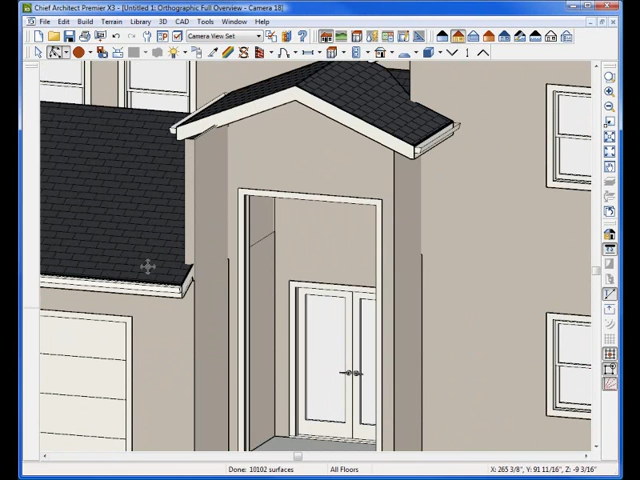 Chief Architect Premier X3 - [Untitled 1: Orthographic Full Overview - Camera 18]
File Edit Build Terrain Library 3D CAD Tools Window Help
Camera View Set
Done: 10102 surfaces All Floors X: 265 3/8", Y: 91 11/16", Z: -9 3/16"